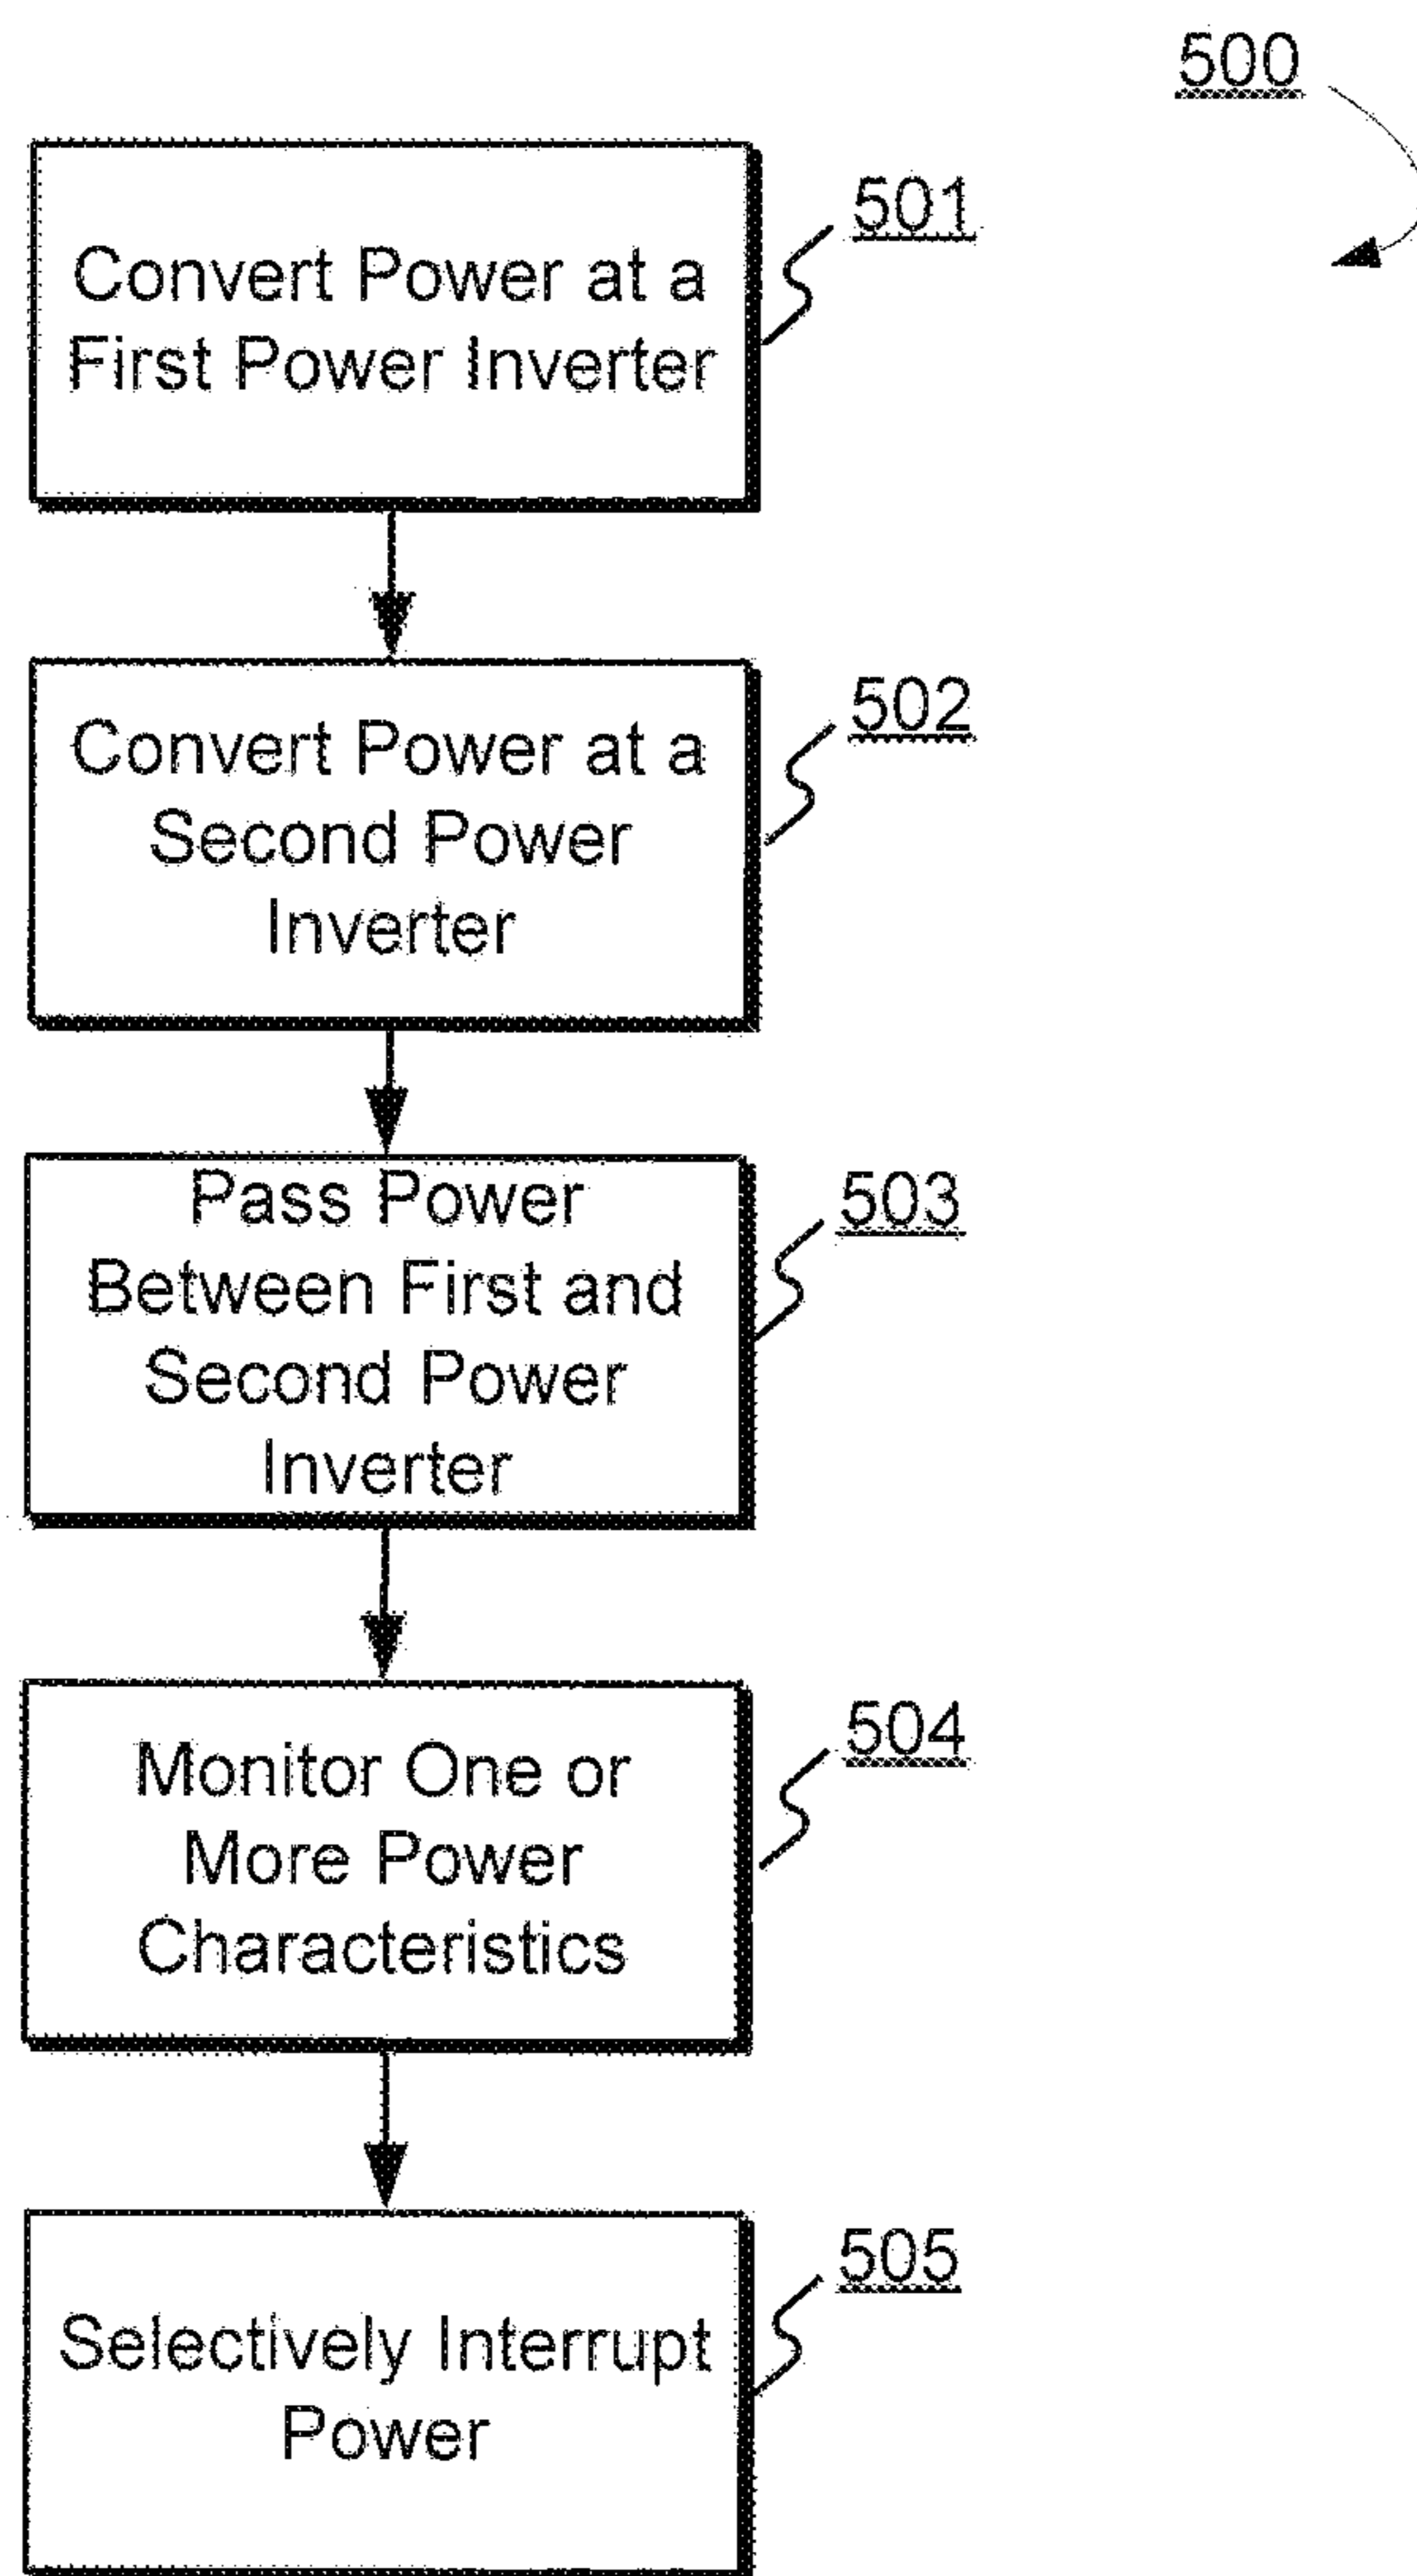 500
Convert Power at a
First Power Inverter
501
Convert Power at a
Second Power
Inverter
502
Pass Power
Between First and
Second Power
Inverter
503
Monitor One or
More Power
Characteristics
504
Selectively Interrupt
Power
505